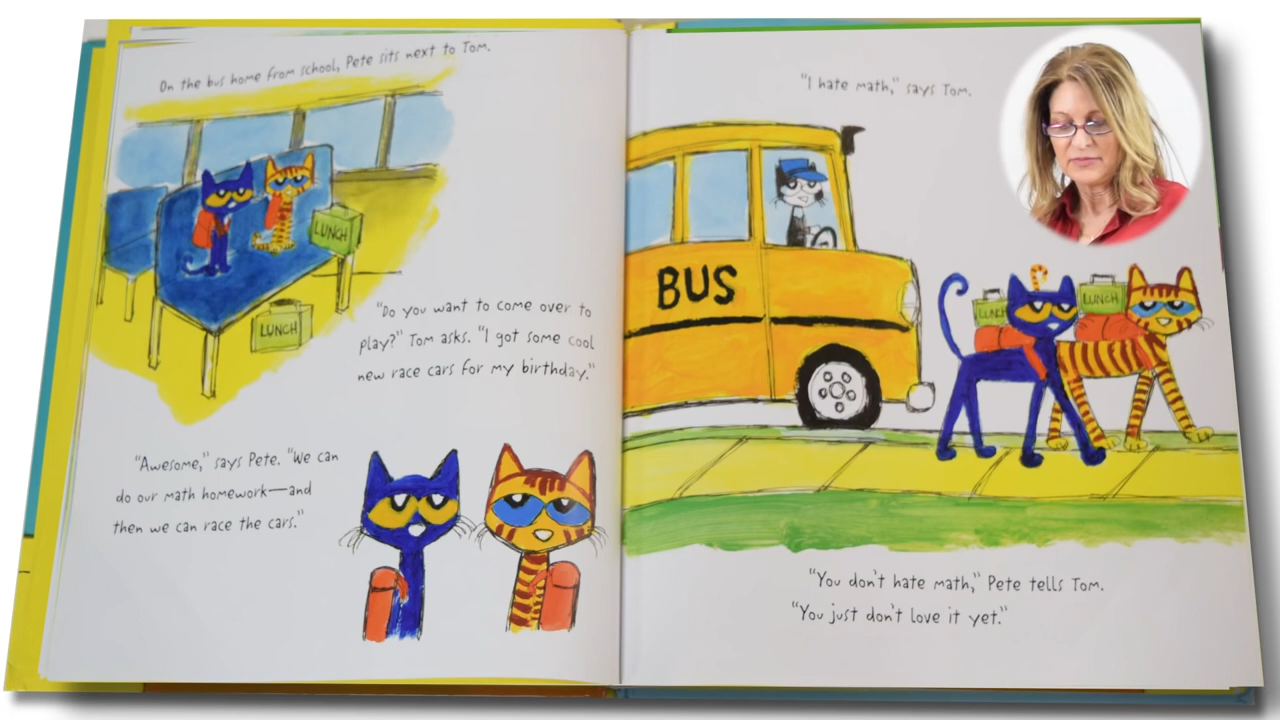 On the bus home from school, Pete sits next to Tom.
LUNCH
LUNCH
"Do you want to come over to
play?" Tom asks. "I got some cool
new race cars for my birthday."
"Awesome," says Pete. "We can
do our math homework—and
then we can race the cars."
"I hate math," says Tom.
BUS
LUNCH
LUNCH
"You don't hate math," Pete tells Tom.
"You just don't love it yet."